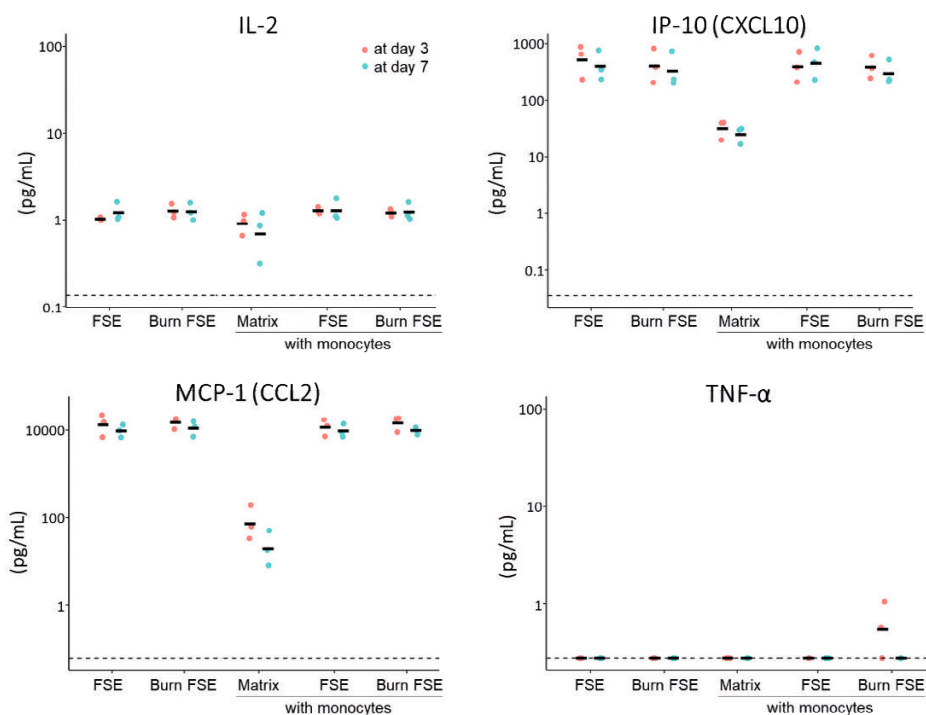 IL-2
100
10
1
0.1
(pg/mL)
at day 3
at day 7
FSE Burn FSE Matrix FSE Burn FSE
with monocytes
IP-10 (CXCL10)
1000
100
10
1
0.1
(pg/mL)
FSE Burn FSE Matrix FSE Burn FSE
with monocytes
MCP-1 (CCL2)
10000
100
1
(pg/mL)
FSE Burn FSE Matrix FSE Burn FSE
with monocytes
TNF-α
100
10
1
(pg/mL)
FSE Burn FSE Matrix FSE Burn FSE
with monocytes